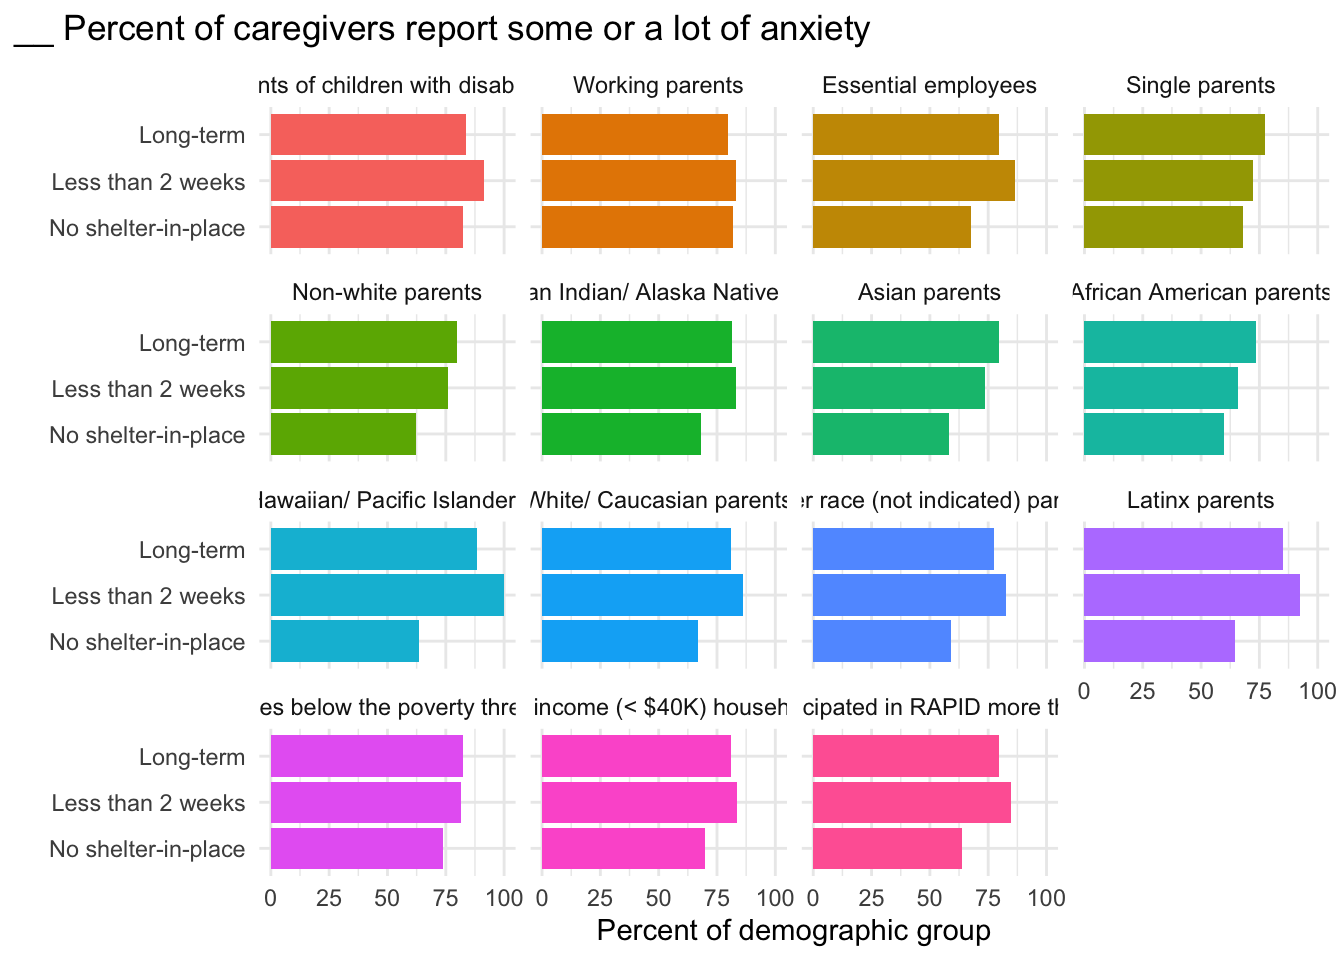 __ Percent of caregivers report some or a lot of anxiety
nts of children with disab
Working parents
Essential employees
Single parents
Long-term
Less than 2 weeks
No shelter-in-place
Non-white parents
an Indian/ Alaska Native
Asian parents
African American parents
Long-term
Less than 2 weeks
No shelter-in-place
Hawaiian/ Pacific Islander
White/ Caucasian parents
er race (not indicated) par
Latinx parents
Long-term
Less than 2 weeks
No shelter-in-place
0 25 50 75 100
es below the poverty thre
income (< $40K) househ
cipated in RAPID more th
Long-term
Less than 2 weeks
No shelter-in-place
0 25 50 75 100
0 25 50 75 100
0 25 50 75 100
Percent of demographic group